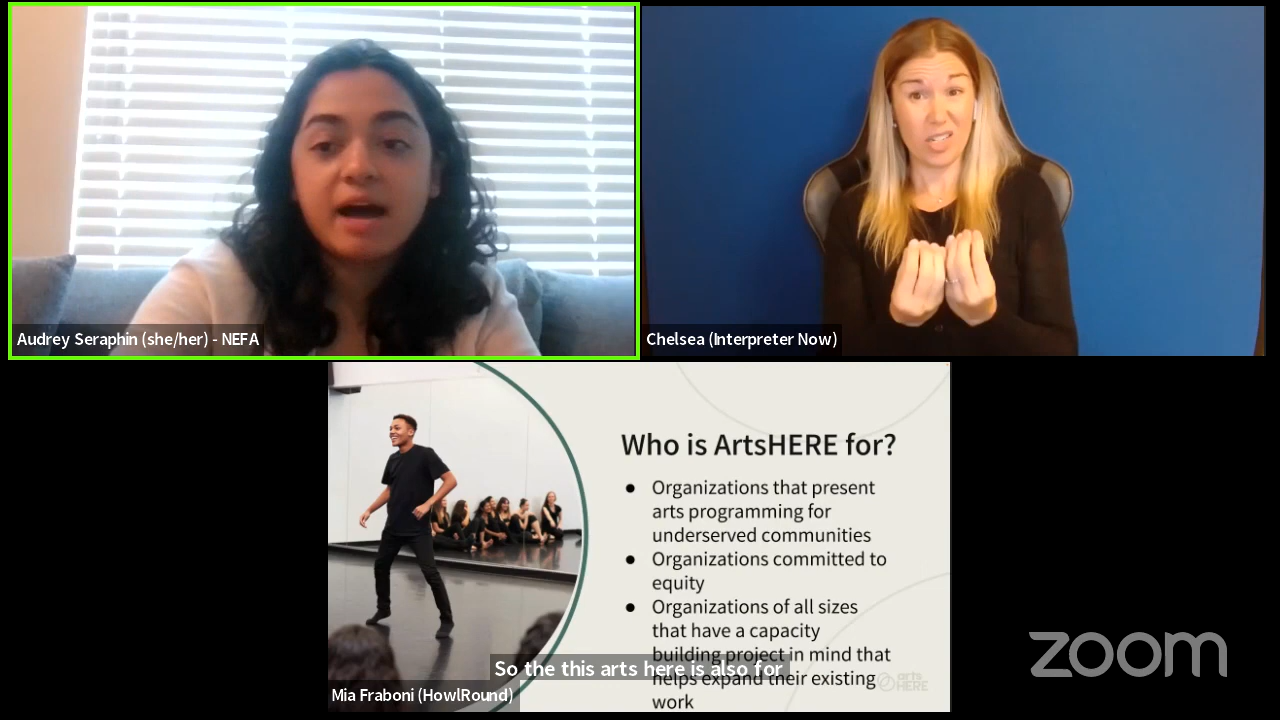 Audrey Seraphin (she/her) - NEFA
Chelsea (Interpreter Now)
Who is ArtsHERE for?
● Organizations that present
arts programming for
underserved communities
● Organizations committed to
equity
● Organizations of all sizes
that have a capacity
building project in mind that
helps expand their existing
work
So the this arts here is also for
arts
HERE
Mia Fraboni (HowlRound)
zoom